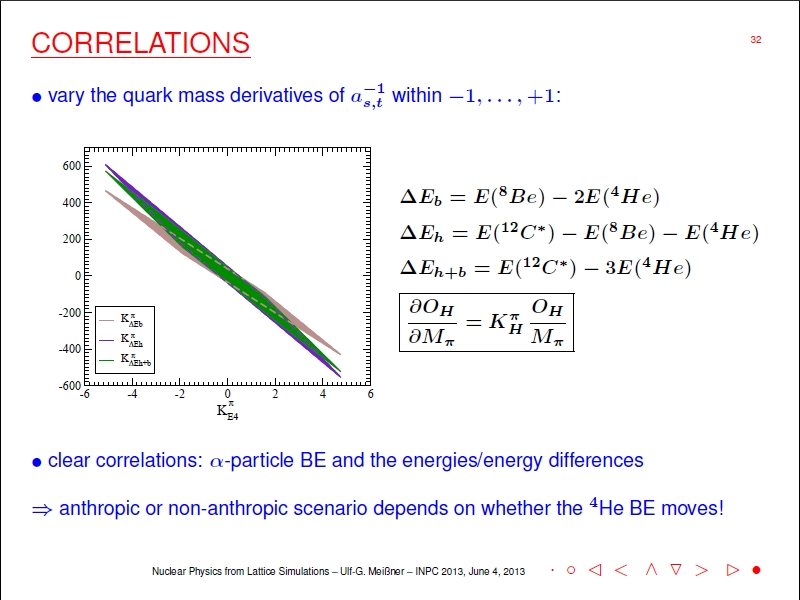 CORRELATIONS
32
• vary the quark mass derivatives of a_{s,t}^{-1} within −1, . . . , +1:
600
400
200
0
-200
-400
-600
K^π_{ΔEb}
K^π_{ΔEh}
K^π_{ΔEh+b}
-6 -4 -2 0 2 4 6
K^π_{E4}
ΔE_b = E(^8Be) − 2E(^4He)
ΔE_h = E(^{12}C*) − E(^8Be) − E(^4He)
ΔE_{h+b} = E(^{12}C*) − 3E(^4He)
∂O_H/∂M_π = K_H^π O_H/M_π
• clear correlations: α-particle BE and the energies/energy differences
⇒ anthropic or non-anthropic scenario depends on whether the ^4He BE moves!
Nuclear Physics from Lattice Simulations – Ulf-G. Meißner – INPC 2013, June 4, 2013